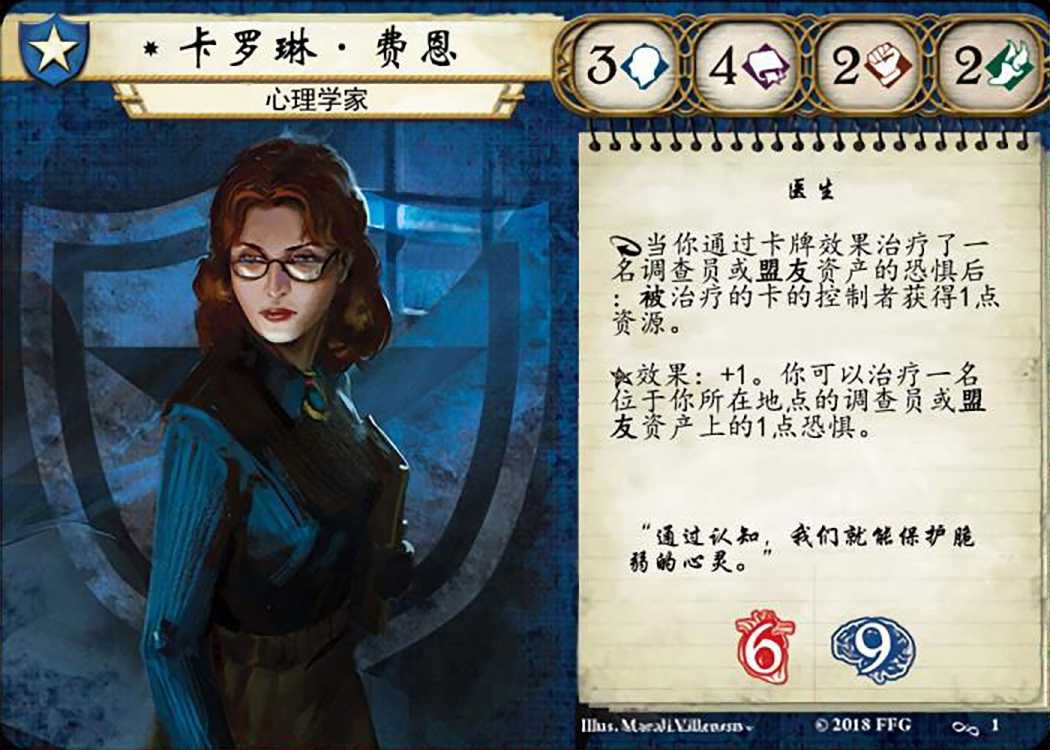 卡罗琳·费恩
心理学家
3 4 2 2
医生
当你通过卡牌效果治疗了一
名调查员或盟友资产的恐惧后
：被治疗的卡的控制者获得1点
资源。
效果：+1。你可以治疗一名
位于你所在地点的调查员或盟
友资产上的1点恐惧。
“通过认知，我们就能保护脆
弱的心灵。”
6 9
Illus. Magali Villeneuve
© 2018 FFG
1